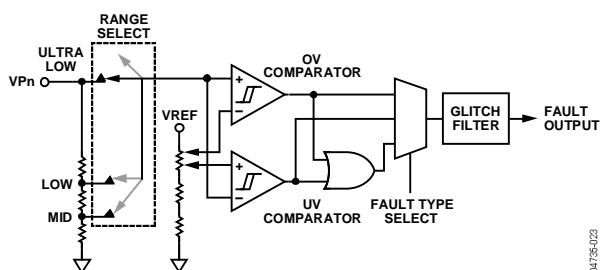 RANGE
SELECT
ULTRA
LOW
VPn
LOW
MID
VREF
OV
COMPARATOR
+
–
+
–
UV
COMPARATOR
FAULT TYPE
SELECT
GLITCH
FILTER
FAULT
OUTPUT
04735-023